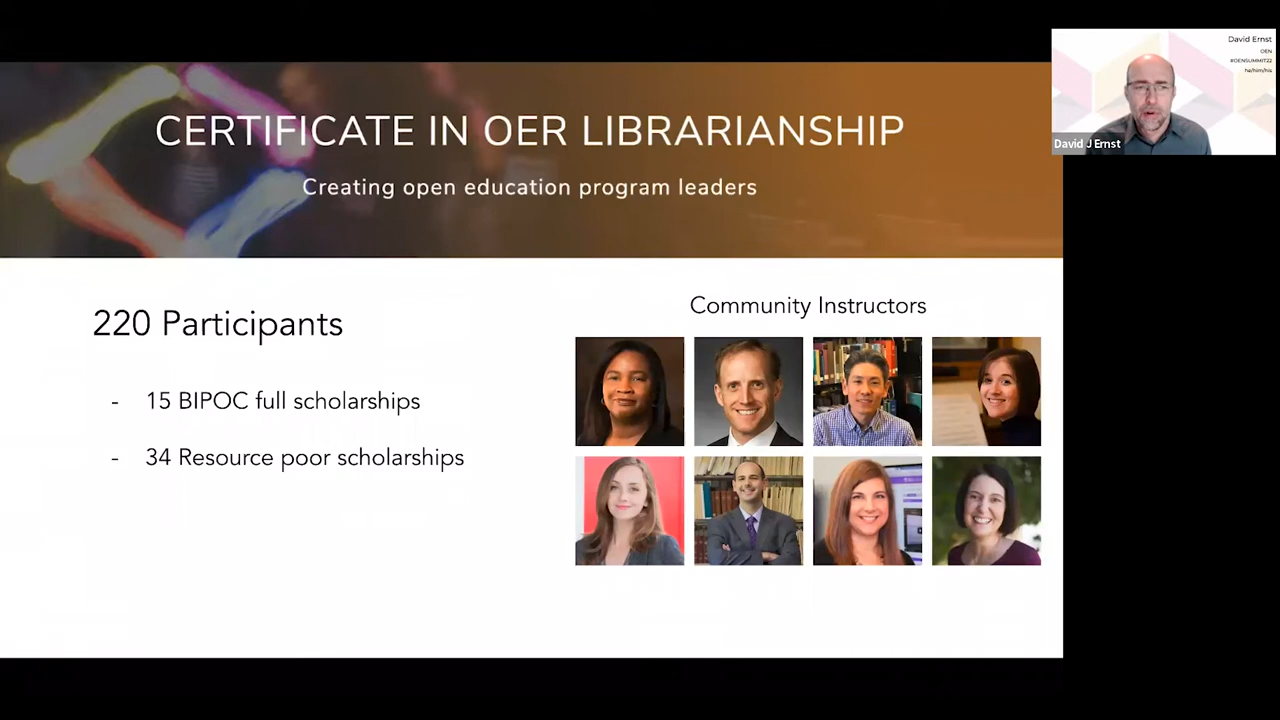 CERTIFICATE IN OER LIBRARIANSHIP
Creating open education program leaders
220 Participants
- 15 BIPOC full scholarships
- 34 Resource poor scholarships
Community Instructors
David Ernst
OEN
#OENSUMMIT22
he/him/his
David J Ernst